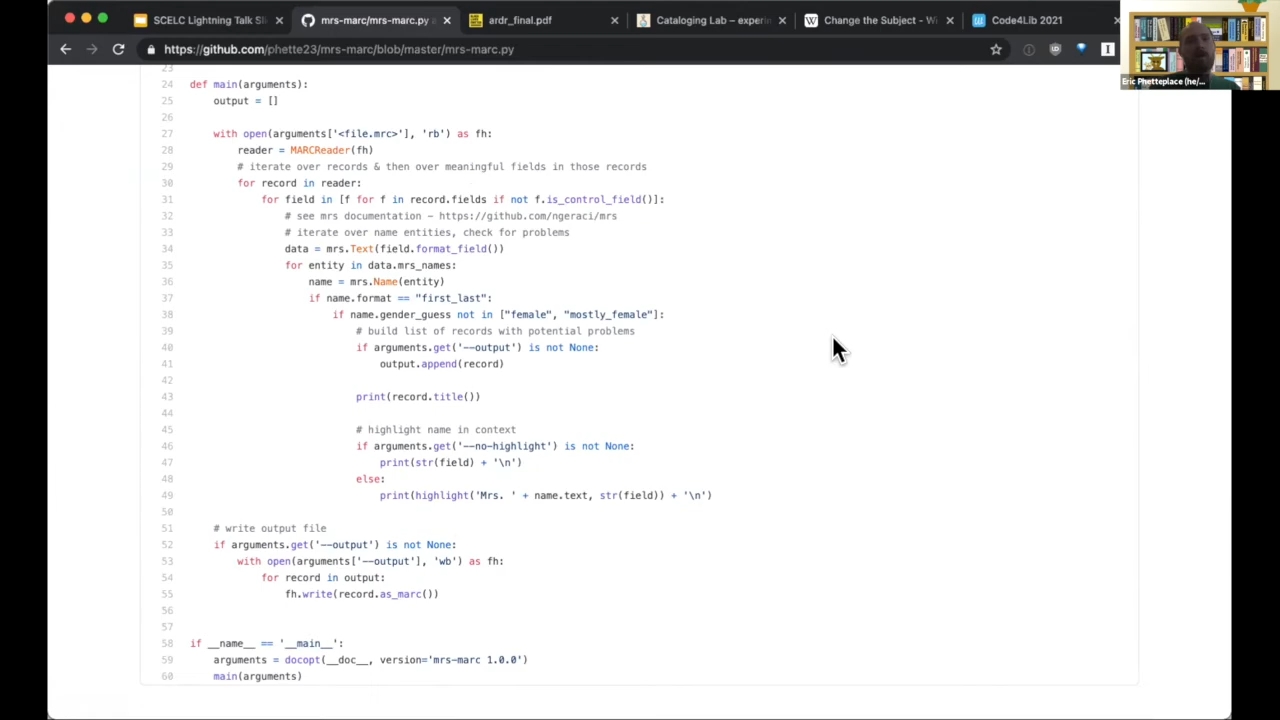 SCELC Lightning Talk Sli
mrs-marc/mrs-marc.py a
ardr_final.pdf
Cataloging Lab – experim
Change the Subject - Wi
Code4Lib 2021
https://github.com/phette23/mrs-marc/blob/master/mrs-marc.py
Eric Phetteplace (he/...
23
24 def main(arguments):
25 output = []
26
27 with open(arguments['<file.mrc>'], 'rb') as fh:
28 reader = MARCReader(fh)
29 # iterate over records & then over meaningful fields in those records
30 for record in reader:
31 for field in [f for f in record.fields if not f.is_control_field()]:
32 # see mrs documentation - https://github.com/ngeraci/mrs
33 # iterate over name entities, check for problems
34 data = mrs.Text(field.format_field())
35 for entity in data.mrs_names:
36 name = mrs.Name(entity)
37 if name.format == "first_last":
38 if name.gender_guess not in ["female", "mostly_female"]:
39 # build list of records with potential problems
40 if arguments.get('--output') is not None:
41 output.append(record)
42
43 print(record.title())
44
45 # highlight name in context
46 if arguments.get('--no-highlight') is not None:
47 print(str(field) + '\n')
48 else:
49 print(highlight('Mrs. ' + name.text, str(field)) + '\n')
50
51 # write output file
52 if arguments.get('--output') is not None:
53 with open(arguments['--output'], 'wb') as fh:
54 for record in output:
55 fh.write(record.as_marc())
56
57
58 if __name__ == '__main__':
59 arguments = docopt(__doc__, version='mrs-marc 1.0.0')
60 main(arguments)